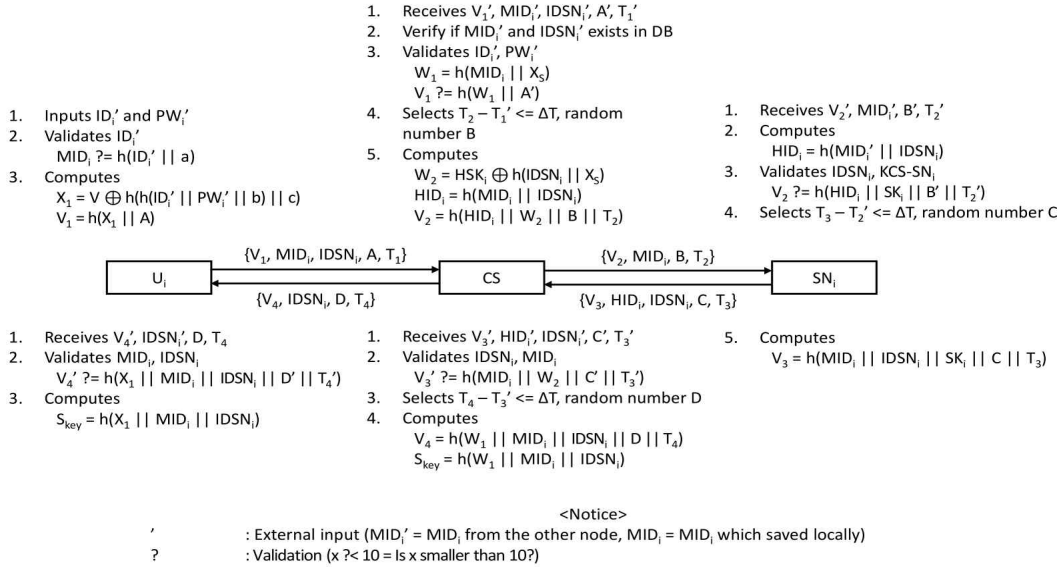 1. Receives V₁′, MIDᵢ′, IDSNᵢ′, A′, T₁′
2. Verify if MIDᵢ′ and IDSNᵢ′ exists in DB
3. Validates IDᵢ′, PWᵢ′
W₁ = h(MIDᵢ || Xₛ)
V₁ ?= h(W₁ || A′)
4. Selects T₂ – T₁′ <= ΔT, random
number B
5. Computes
W₂ = HSKᵢ ⊕ h(IDSNᵢ || Xₛ)
HIDᵢ = h(MIDᵢ || IDSNᵢ)
V₂ = h(HIDᵢ || W₂ || B || T₂)
1. Inputs IDᵢ′ and PWᵢ′
2. Validates IDᵢ′
MIDᵢ ?= h(IDᵢ′ || a)
3. Computes
X₁ = V ⊕ h(h(IDᵢ′ || PWᵢ′ || b) || c)
V₁ = h(X₁ || A)
1. Receives V₂′, MIDᵢ′, B′, T₂′
2. Computes
HIDᵢ = h(MIDᵢ′ || IDSNᵢ)
3. Validates IDSNᵢ, KCS-SNᵢ
V₂ ?= h(HIDᵢ || SKᵢ || B′ || T₂′)
4. Selects T₃ – T₂′ <= ΔT, random number C
Uᵢ
{V₁, MIDᵢ, IDSNᵢ, A, T₁}
{V₄, IDSNᵢ, D, T₄}
CS
{V₂, MIDᵢ, B, T₂}
{V₃, HIDᵢ, IDSNᵢ, C, T₃}
SNᵢ
1. Receives V₄′, IDSNᵢ′, D, T₄
2. Validates MIDᵢ, IDSNᵢ
V₄′ ?= h(X₁ || MIDᵢ || IDSNᵢ || D′ || T₄′)
3. Computes
Sₖₑᵧ = h(X₁ || MIDᵢ || IDSNᵢ)
1. Receives V₃′, HIDᵢ′, IDSNᵢ′, C′, T₃′
2. Validates IDSNᵢ, MIDᵢ
V₃′ ?= h(MIDᵢ || W₂ || C′ || T₃′)
3. Selects T₄ – T₃′ <= ΔT, random number D
4. Computes
V₄ = h(W₁ || MIDᵢ || IDSNᵢ || D || T₄)
Sₖₑᵧ = h(W₁ || MIDᵢ || IDSNᵢ)
5. Computes
V₃ = h(MIDᵢ || IDSNᵢ || SKᵢ || C || T₃)
<Notice>
′ : External input (MIDᵢ′ = MIDᵢ from the other node, MIDᵢ = MIDᵢ which saved locally)
? : Validation (x ?< 10 = Is x smaller than 10?)